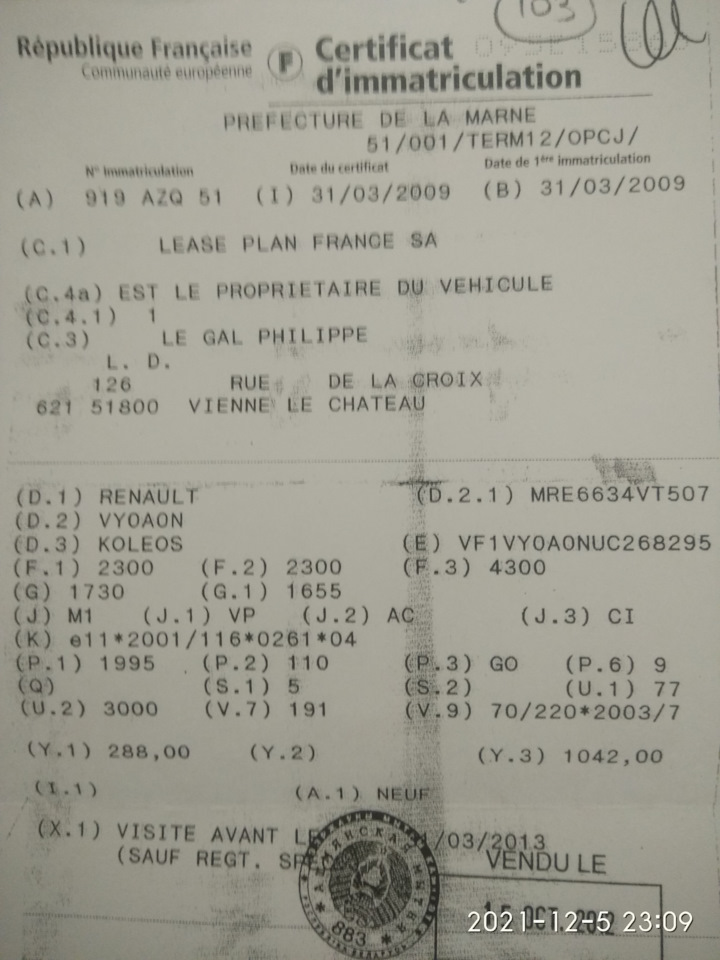 103
République Française
Communauté européenne
F
Certificat
d'immatriculation
PREFECTURE DE LA MARNE
51/001/TERM12/OPCJ/
N° Immatriculation Date du certificat Date de 1ère immatriculation
(A) 919 AZQ 51 (I) 31/03/2009 (B) 31/03/2009
(C.1) LEASE PLAN FRANCE SA
(C.4a) EST LE PROPRIETAIRE DU VEHICULE
(C.4.1) 1
(C.3) LE GAL PHILIPPE
L. D.
126 RUE DE LA CROIX
621 51800 VIENNE LE CHATEAU
(D.1) RENAULT (D.2.1) MRE6634VT507
(D.2) VY0A0N
(D.3) KOLEOS (E) VF1VY0A0NUC268295
(F.1) 2300 (F.2) 2300 (F.3) 4300
(G) 1730 (G.1) 1655
(J) M1 (J.1) VP (J.2) AC (J.3) CI
(K) e11*2001/116*0261*04
(P.1) 1995 (P.2) 110 (P.3) GO (P.6) 9
(Q) (S.1) 5 (S.2) (U.1) 77
(U.2) 3000 (V.7) 191 (V.9) 70/220*2003/7
(Y.1) 288,00 (Y.2) (Y.3) 1042,00
(I.1) (A.1) NEUF
(X.1) VISITE AVANT LE /03/2013
(SAUF REGT. VENDU LE
883
15 OCT.
2021-12-5 23:09